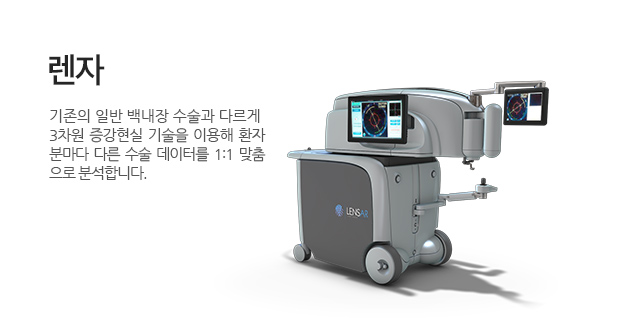 렌자
기존의 일반 백내장 수술과 다르게
3차원 증강현실 기술을 이용해 환자
분마다 다른 수술 데이터를 1:1 맞춤
으로 분석합니다.
LENSAR